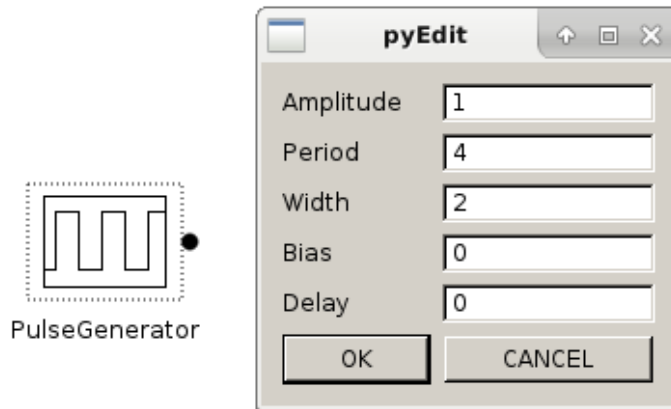 pyEdit
Amplitude 1
Period 4
Width 2
Bias 0
Delay 0
OK CANCEL
PulseGenerator